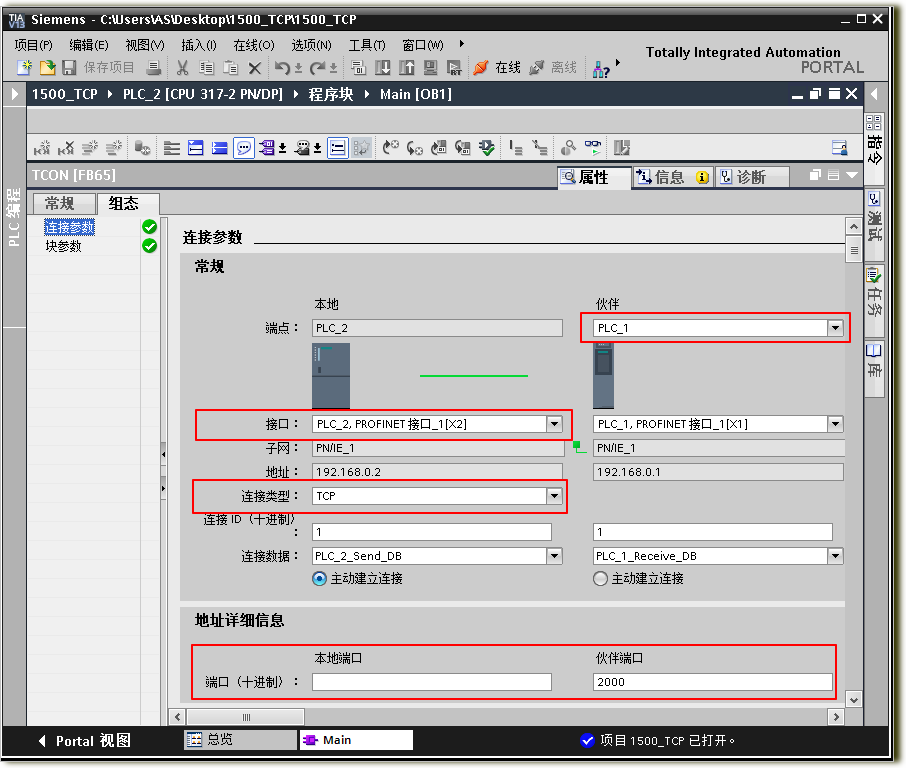 TIA V13 Siemens - C:\Users\AS\Desktop\1500_TCP\1500_TCP
项目(P) 编辑(E) 视图(V) 插入(I) 在线(O) 选项(N) 工具(T) 窗口(W)
Totally Integrated Automation
PORTAL
保存项目 在线 离线
1500_TCP PLC_2 [CPU 317-2 PN/DP] 程序块 Main [OB1]
TCON [FB65]
属性 信息 诊断
常规 组态
连接参数
块参数
PLC 编程
连接参数
常规
本地 伙伴
端点： PLC_2 PLC_1
接口： PLC_2, PROFINET 接口_1[X2] PLC_1, PROFINET 接口_1[X1]
子网： PN/IE_1 PN/IE_1
地址： 192.168.0.2 192.168.0.1
连接类型： TCP
连接 ID（十进制）
： 1 1
连接数据： PLC_2_Send_DB PLC_1_Receive_DB
主动建立连接 主动建立连接
地址详细信息
本地端口 伙伴端口
端口（十进制）： 2000
指令
测试
任务
库
Portal 视图 总览 Main 项目 1500_TCP 已打开。